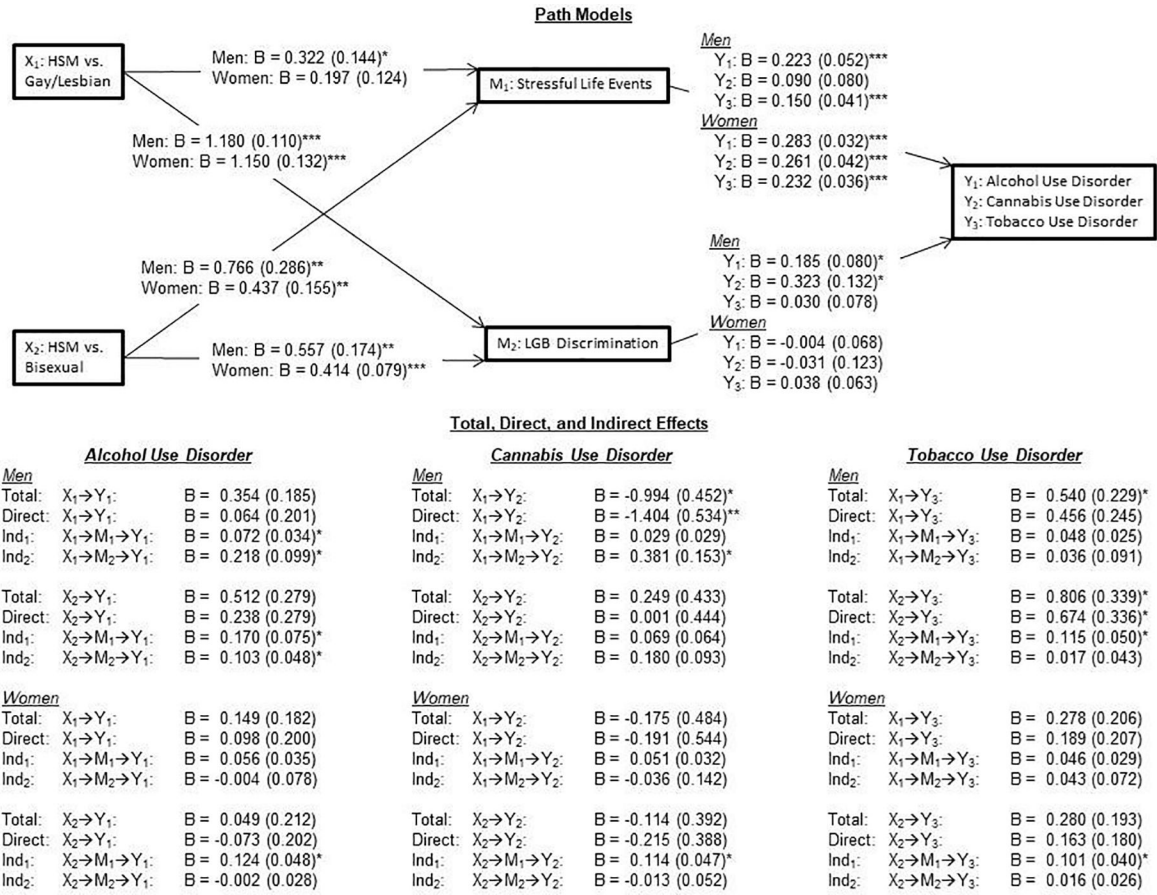 Path Models
X₁: HSM vs.
Gay/Lesbian
Men: B = 0.322 (0.144)*
Women: B = 0.197 (0.124)
M₁: Stressful Life Events
Men
Y₁: B = 0.223 (0.052)***
Y₂: B = 0.090 (0.080)
Y₃: B = 0.150 (0.041)***
Women
Y₁: B = 0.283 (0.032)***
Y₂: B = 0.261 (0.042)***
Y₃: B = 0.232 (0.036)***
Men: B = 1.180 (0.110)***
Women: B = 1.150 (0.132)***
Y₁: Alcohol Use Disorder
Y₂: Cannabis Use Disorder
Y₃: Tobacco Use Disorder
Men: B = 0.766 (0.286)**
Women: B = 0.437 (0.155)**
Men
Y₁: B = 0.185 (0.080)*
Y₂: B = 0.323 (0.132)*
Y₃: B = 0.030 (0.078)
Women
Y₁: B = -0.004 (0.068)
Y₂: B = -0.031 (0.123)
Y₃: B = 0.038 (0.063)
X₂: HSM vs.
Bisexual
Men: B = 0.557 (0.174)**
Women: B = 0.414 (0.079)***
M₂: LGB Discrimination
Total, Direct, and Indirect Effects
Alcohol Use Disorder
Men
Total: X₁→Y₁: B = 0.354 (0.185)
Direct: X₁→Y₁: B = 0.064 (0.201)
Ind₁: X₁→M₁→Y₁: B = 0.072 (0.034)*
Ind₂: X₁→M₂→Y₁: B = 0.218 (0.099)*
Total: X₂→Y₁: B = 0.512 (0.279)
Direct: X₂→Y₁: B = 0.238 (0.279)
Ind₁: X₂→M₁→Y₁: B = 0.170 (0.075)*
Ind₂: X₂→M₂→Y₁: B = 0.103 (0.048)*
Women
Total: X₁→Y₁: B = 0.149 (0.182)
Direct: X₁→Y₁: B = 0.098 (0.200)
Ind₁: X₁→M₁→Y₁: B = 0.056 (0.035)
Ind₂: X₁→M₂→Y₁: B = -0.004 (0.078)
Total: X₂→Y₁: B = 0.049 (0.212)
Direct: X₂→Y₁: B = -0.073 (0.202)
Ind₁: X₂→M₁→Y₁: B = 0.124 (0.048)*
Ind₂: X₂→M₂→Y₁: B = -0.002 (0.028)
Cannabis Use Disorder
Men
Total: X₁→Y₂: B = -0.994 (0.452)*
Direct: X₁→Y₂: B = -1.404 (0.534)**
Ind₁: X₁→M₁→Y₂: B = 0.029 (0.029)
Ind₂: X₁→M₂→Y₂: B = 0.381 (0.153)*
Total: X₂→Y₂: B = 0.249 (0.433)
Direct: X₂→Y₂: B = 0.001 (0.444)
Ind₁: X₂→M₁→Y₂: B = 0.069 (0.064)
Ind₂: X₂→M₂→Y₂: B = 0.180 (0.093)
Women
Total: X₁→Y₂: B = -0.175 (0.484)
Direct: X₁→Y₂: B = -0.191 (0.544)
Ind₁: X₁→M₁→Y₂: B = 0.051 (0.032)
Ind₂: X₁→M₂→Y₂: B = -0.036 (0.142)
Total: X₂→Y₂: B = -0.114 (0.392)
Direct: X₂→Y₂: B = -0.215 (0.388)
Ind₁: X₂→M₁→Y₂: B = 0.114 (0.047)*
Ind₂: X₂→M₂→Y₂: B = -0.013 (0.052)
Tobacco Use Disorder
Men
Total: X₁→Y₃: B = 0.540 (0.229)*
Direct: X₁→Y₃: B = 0.456 (0.245)
Ind₁: X₁→M₁→Y₃: B = 0.048 (0.025)
Ind₂: X₁→M₂→Y₃: B = 0.036 (0.091)
Total: X₂→Y₃: B = 0.806 (0.339)*
Direct: X₂→Y₃: B = 0.674 (0.336)*
Ind₁: X₂→M₁→Y₃: B = 0.115 (0.050)*
Ind₂: X₂→M₂→Y₃: B = 0.017 (0.043)
Women
Total: X₁→Y₃: B = 0.278 (0.206)
Direct: X₁→Y₃: B = 0.189 (0.207)
Ind₁: X₁→M₁→Y₃: B = 0.046 (0.029)
Ind₂: X₁→M₂→Y₃: B = 0.043 (0.072)
Total: X₂→Y₃: B = 0.280 (0.193)
Direct: X₂→Y₃: B = 0.163 (0.180)
Ind₁: X₂→M₁→Y₃: B = 0.101 (0.040)*
Ind₂: X₂→M₂→Y₃: B = 0.016 (0.026)